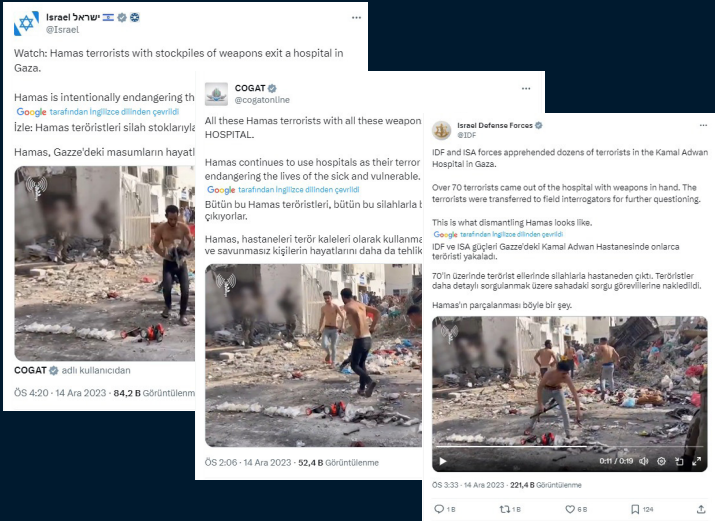 Israel ישראל
@Israel
Watch: Hamas terrorists with stockpiles of weapons exit a hospital in
Gaza.
Hamas is intentionally endangering th
Google tarafından İngilizce dilinden çevrildi
İzle: Hamas teröristleri silah stoklarıyla
Hamas, Gazze'deki masumların hayatl
COGAT adlı kullanıcıdan
ÖS 4:20 · 14 Ara 2023 · 84,2 B Görüntülenm
COGAT
@cogatonline
All these Hamas terrorists with all these weapon
HOSPITAL.
Hamas continues to use hospitals as their terror
endangering the lives of the sick and vulnerable.
Google tarafından İngilizce dilinden çevrildi
Bütün bu Hamas teröristleri, bütün bu silahlarla b
çıkıyorlar.
Hamas, hastaneleri terör kaleleri olarak kullanma
ve savunmasız kişilerin hayatlarını daha da tehlik
ÖS 2:06 · 14 Ara 2023 · 52,4 B Görüntülenme
Israel Defense Forces
@IDF
IDF and ISA forces apprehended dozens of terrorists in the Kamal Adwan
Hospital in Gaza.
Over 70 terrorists came out of the hospital with weapons in hand. The
terrorists were transferred to field interrogators for further questioning.
This is what dismantling Hamas looks like.
Google tarafından İngilizce dilinden çevrildi
IDF ve ISA güçleri Gazze'deki Kamal Adwan Hastanesinde onlarca
teröristi yakaladı.
70'in üzerinde terörist ellerinde silahlarla hastaneden çıktı. Teröristler
daha detaylı sorgulanmak üzere sahadaki sorgu görevlilerine nakledildi.
Hamas'ın parçalanması böyle bir şey.
0:11 / 0:19
ÖS 3:33 · 14 Ara 2023 · 221,4 B Görüntülenme
1 B 1 B 6 B 124